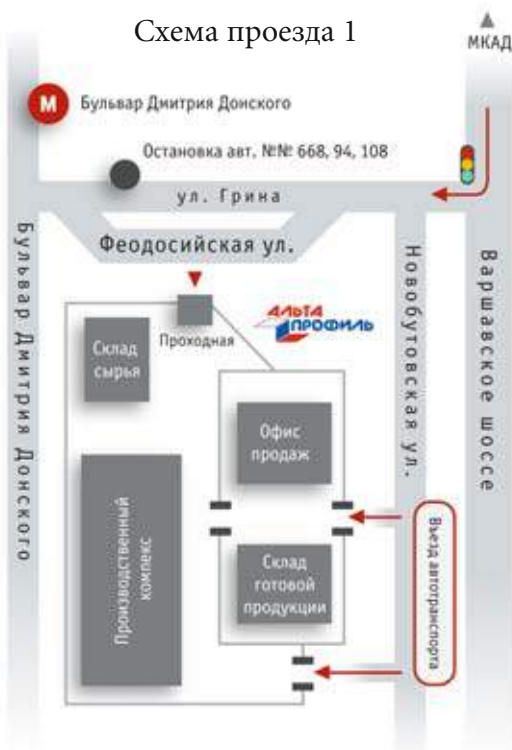 Схема проезда 1
МКАД
М
Бульвар Дмитрия Донского
Остановка авт. №№ 668, 94, 108
ул. Грина
Феодосийская ул.
Бульвар Дмитрия Донского
Новобутовская ул.
Варшавское шоссе
Проходная
АЛЬТА
ПРОФИЛЬ
Склад
сырья
Офис
продаж
Производственный
компекс
Склад
готовой
продукции
Въезд автотранспорта